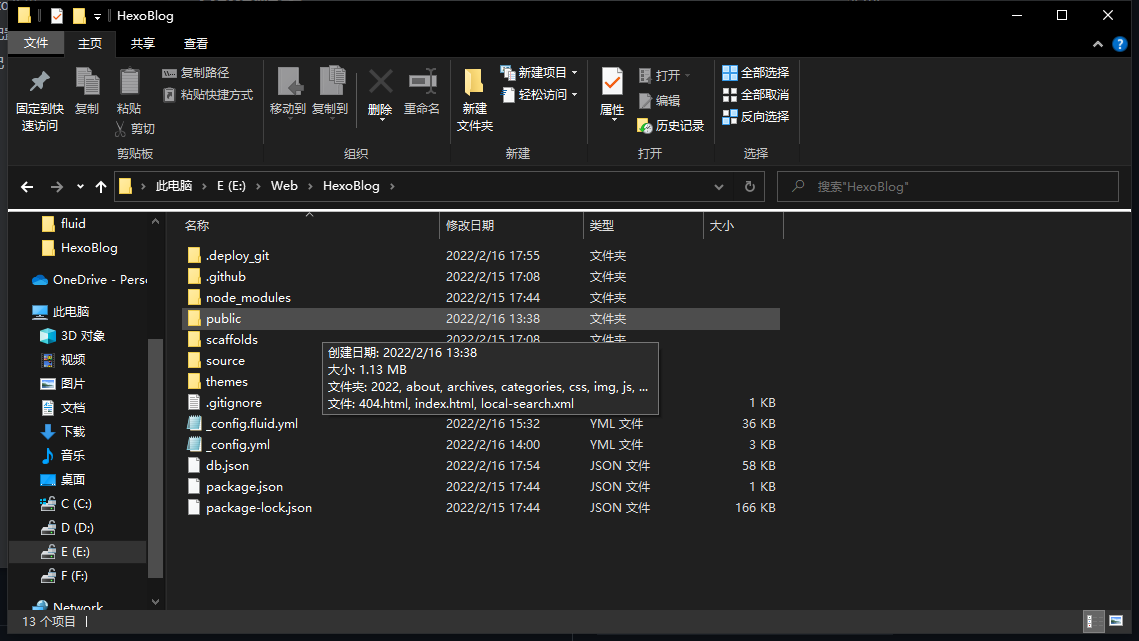 HexoBlog
文件 主页 共享 查看
固定到快速访问
复制
粘贴
复制路径
粘贴快捷方式
剪切
剪贴板
移动到 复制到 删除 重命名
组织
新建文件夹
新建项目
轻松访问
新建
属性
打开
编辑
历史记录
打开
全部选择
全部取消
反向选择
选择
此电脑 › E (E:) › Web › HexoBlog ›
搜索"HexoBlog"
fluid
HexoBlog
OneDrive - Pers
此电脑
3D 对象
视频
图片
文档
下载
音乐
桌面
C (C:)
D (D:)
E (E:)
F (F:)
Network
名称 修改日期 类型 大小
.deploy_git 2022/2/16 17:55 文件夹
.github 2022/2/15 17:08 文件夹
node_modules 2022/2/15 17:44 文件夹
public 2022/2/16 13:38 文件夹
scaffolds 2022/2/15 17:08 文件夹
source
themes
.gitignore 1 KB
_config.fluid.yml 2022/2/16 15:32 YML 文件 36 KB
_config.yml 2022/2/16 14:00 YML 文件 3 KB
db.json 2022/2/16 17:54 JSON 文件 58 KB
package.json 2022/2/15 17:44 JSON 文件 1 KB
package-lock.json 2022/2/15 17:44 JSON 文件 166 KB
创建日期: 2022/2/16 13:38
大小: 1.13 MB
文件夹: 2022, about, archives, categories, css, img, js, ...
文件: 404.html, index.html, local-search.xml
13 个项目